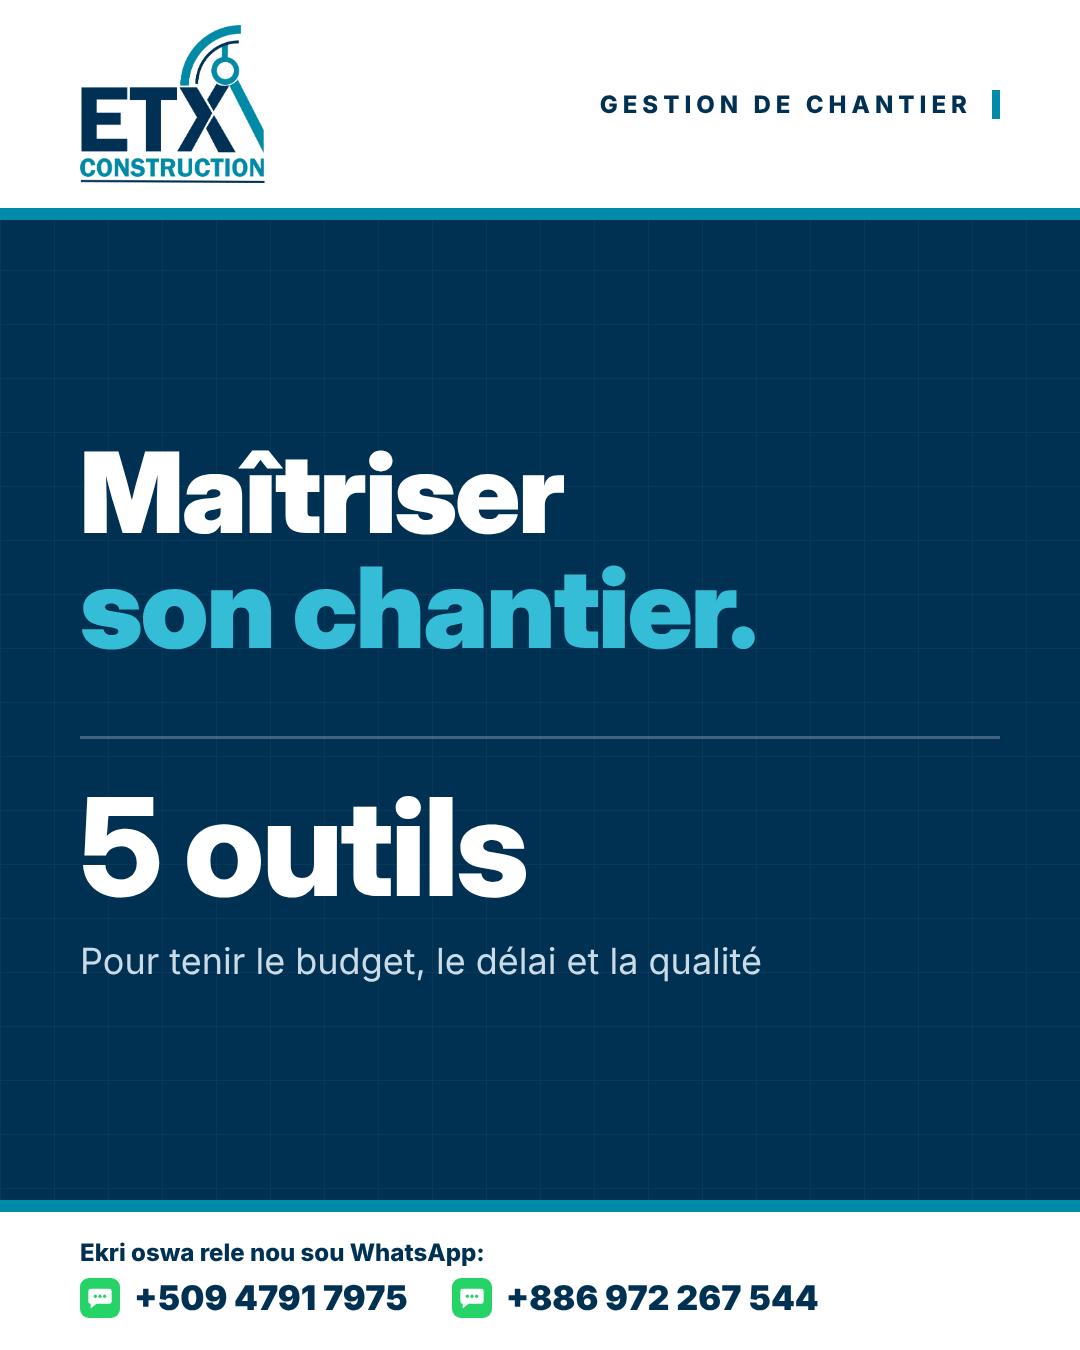 ETX
CONSTRUCTION
GESTION DE CHANTIER
Maîtriser
son chantier.
5 outils
Pour tenir le budget, le délai et la qualité
Ekri oswa rele nou sou WhatsApp:
+509 4791 7975 +886 972 267 544